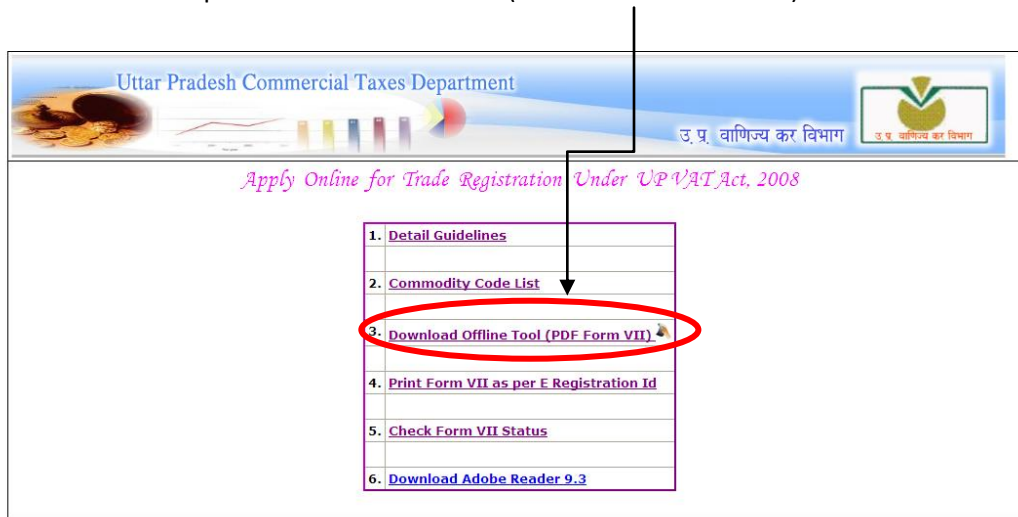 Uttar Pradesh Commercial Taxes Department
उ. प्र. वाणिज्य कर विभाग
उ. प्र. वाणिज्य कर विभाग
Apply Online for Trade Registration Under UP VAT Act, 2008
1. Detail Guidelines
2. Commodity Code List
3. Download Offline Tool (PDF Form VII)
4. Print Form VII as per E Registration Id
5. Check Form VII Status
6. Download Adobe Reader 9.3